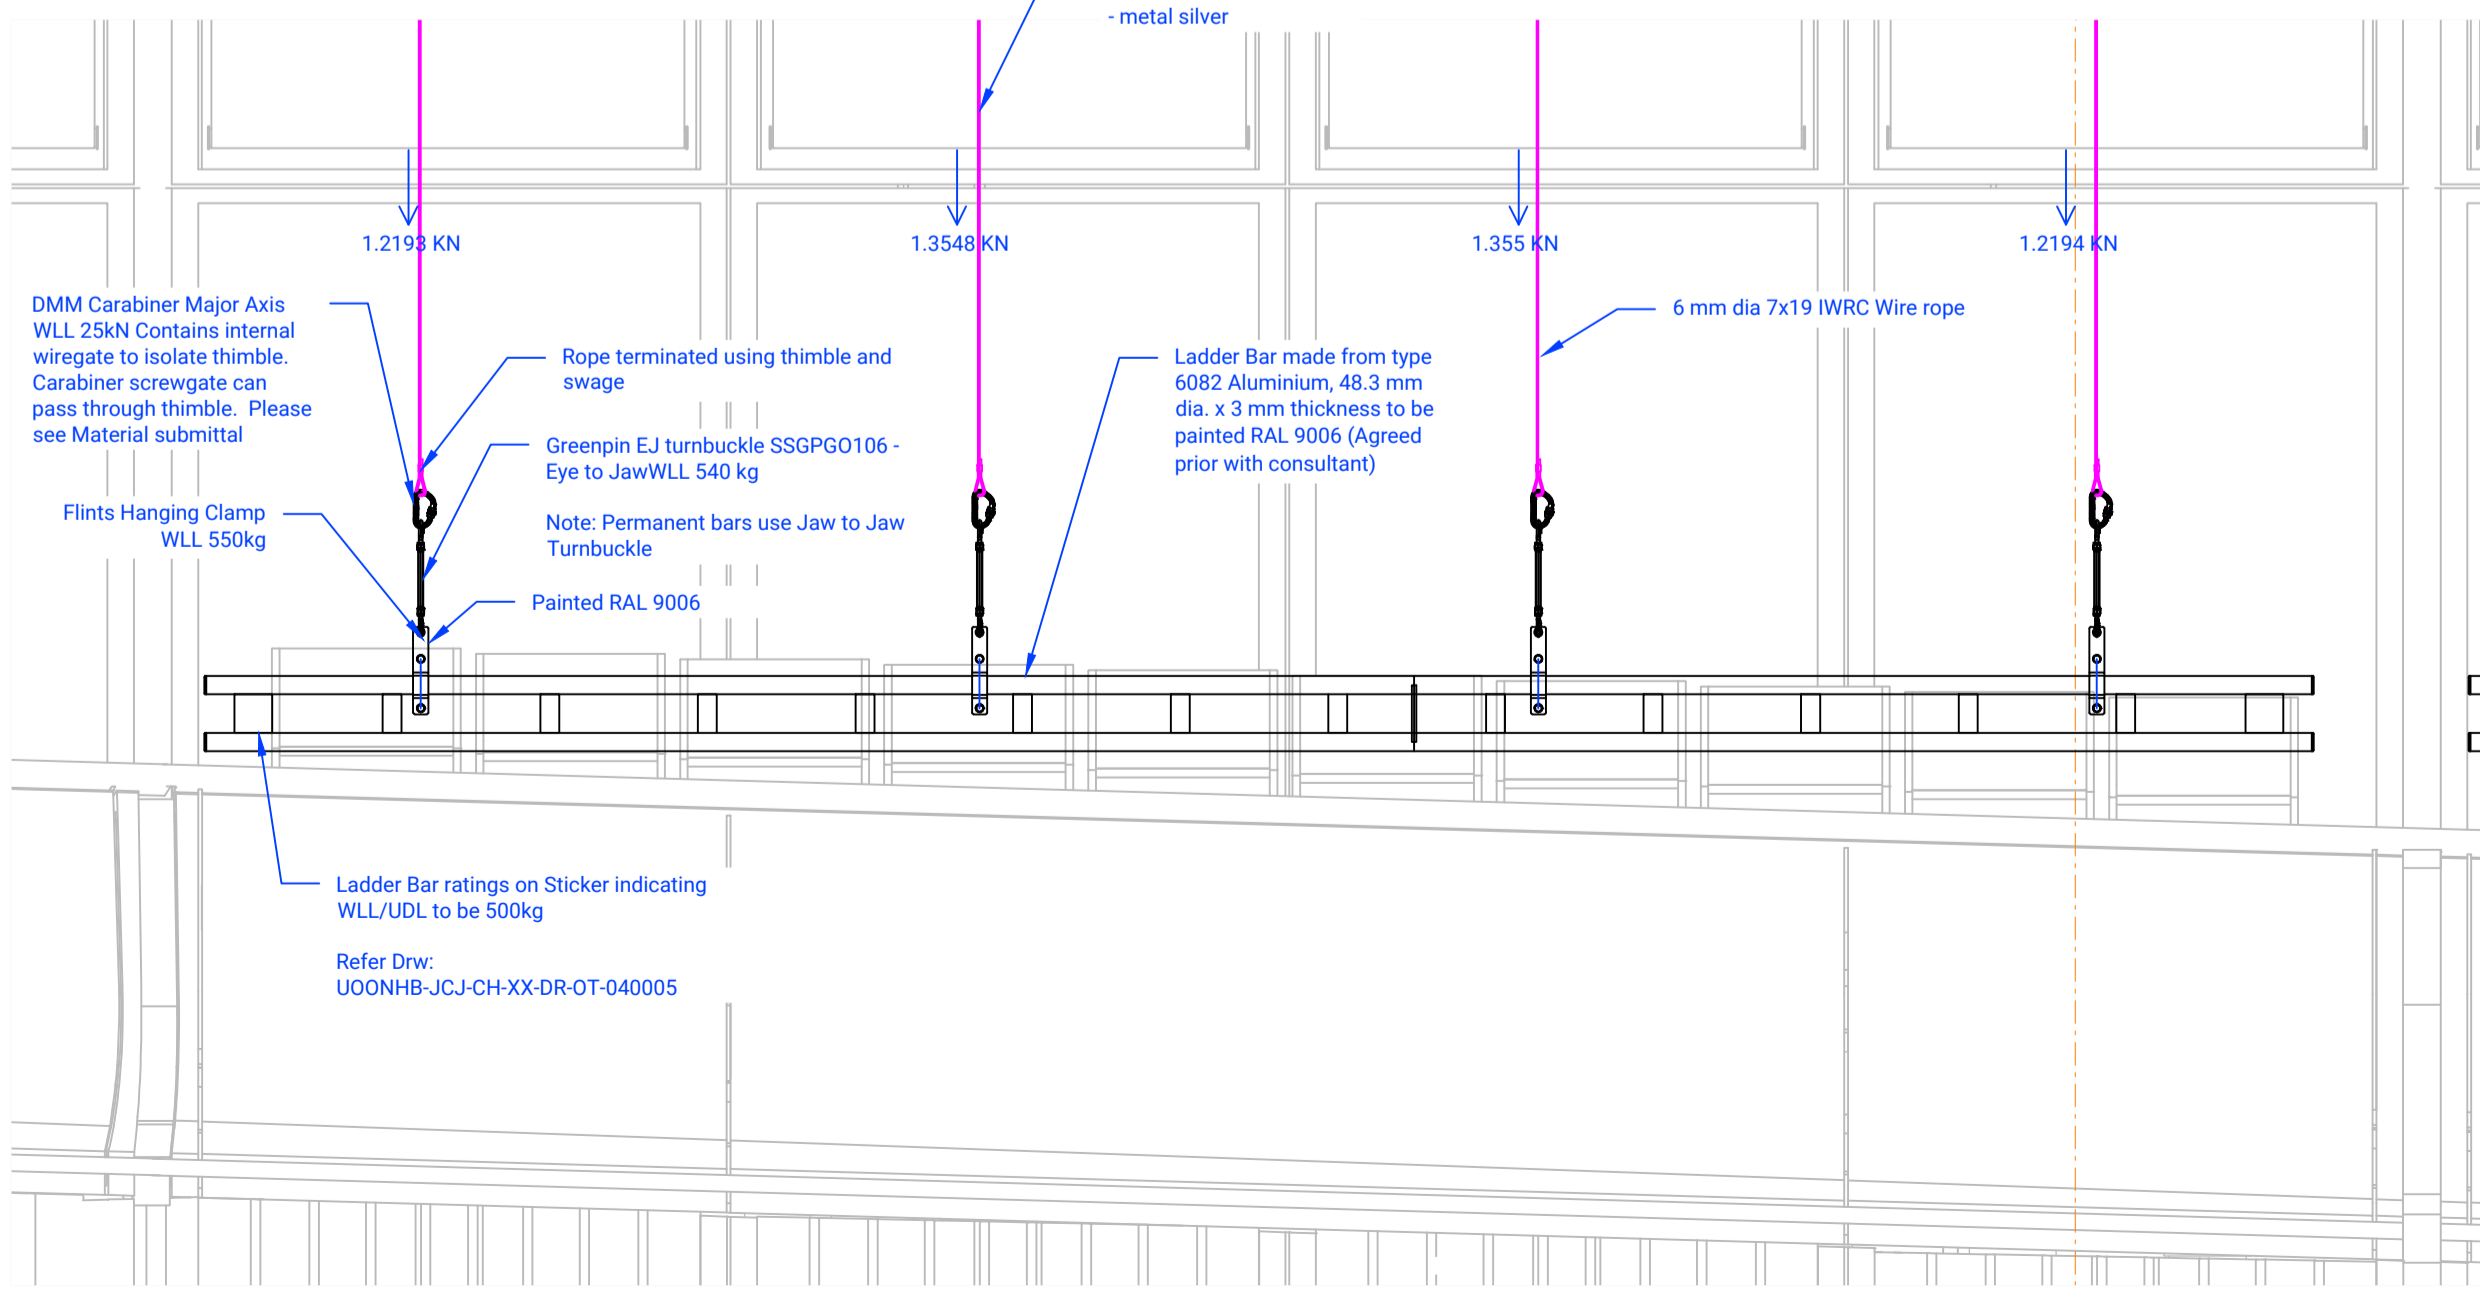 - metal silver
1.2193 KN
1.3548 KN
1.355 KN
1.2194 KN
DMM Carabiner Major Axis
WLL 25kN Contains internal
wiregate to isolate thimble.
Carabiner screwgate can
pass through thimble.  Please
see Material submittal
Flints Hanging Clamp
WLL 550kg
Rope terminated using thimble and
swage
Greenpin EJ turnbuckle SSGPGO106 -
Eye to JawWLL 540 kg
Note: Permanent bars use Jaw to Jaw
Turnbuckle
Painted RAL 9006
Ladder Bar made from type
6082 Aluminium, 48.3 mm
dia. x 3 mm thickness to be
painted RAL 9006 (Agreed
prior with consultant)
6 mm dia 7x19 IWRC Wire rope
Ladder Bar ratings on Sticker indicating
WLL/UDL to be 500kg
Refer Drw:
UOONHB-JCJ-CH-XX-DR-OT-040005